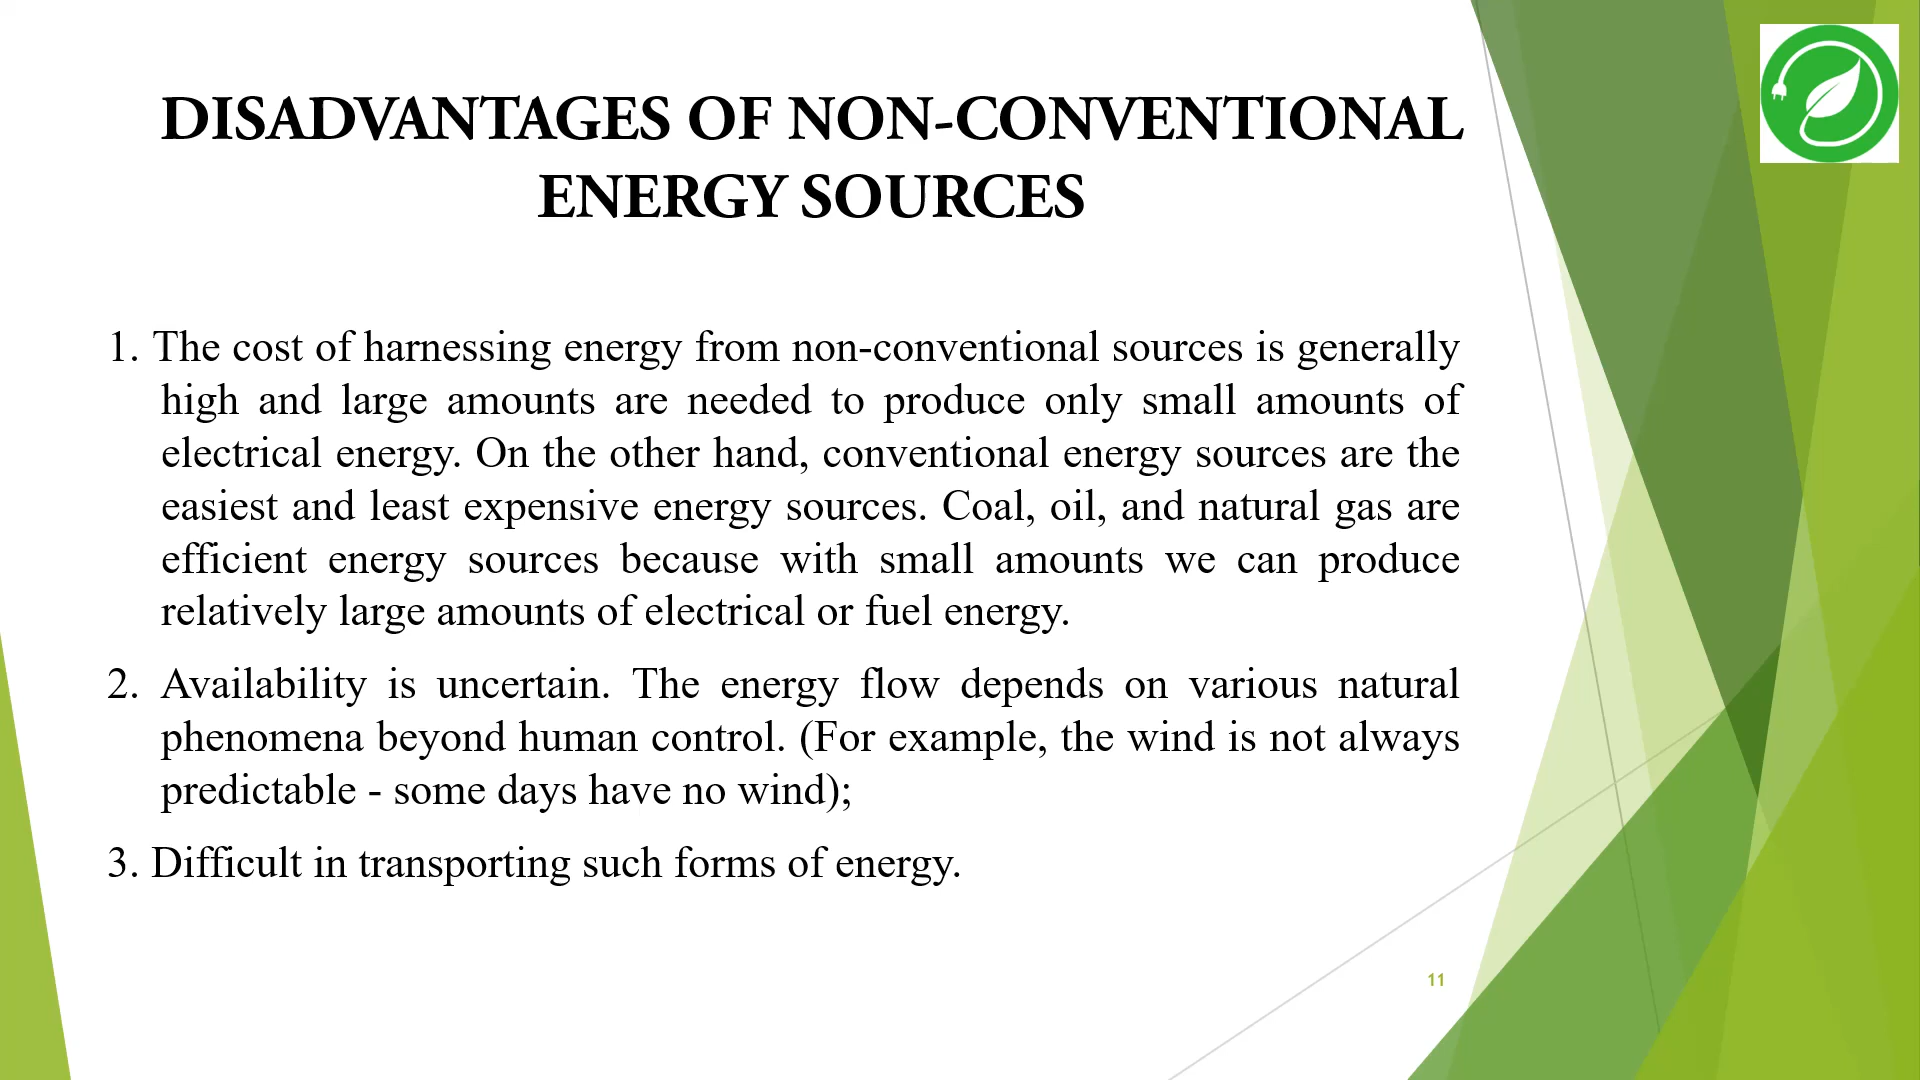 DISADVANTAGES OF NON-CONVENTIONAL
ENERGY SOURCES
1. The cost of harnessing energy from non-conventional sources is generally
high and large amounts are needed to produce only small amounts of
electrical energy. On the other hand, conventional energy sources are the
easiest and least expensive energy sources. Coal, oil, and natural gas are
efficient energy sources because with small amounts we can produce
relatively large amounts of electrical or fuel energy.
2. Availability is uncertain. The energy flow depends on various natural
phenomena beyond human control. (For example, the wind is not always
predictable - some days have no wind);
3. Difficult in transporting such forms of energy.
11